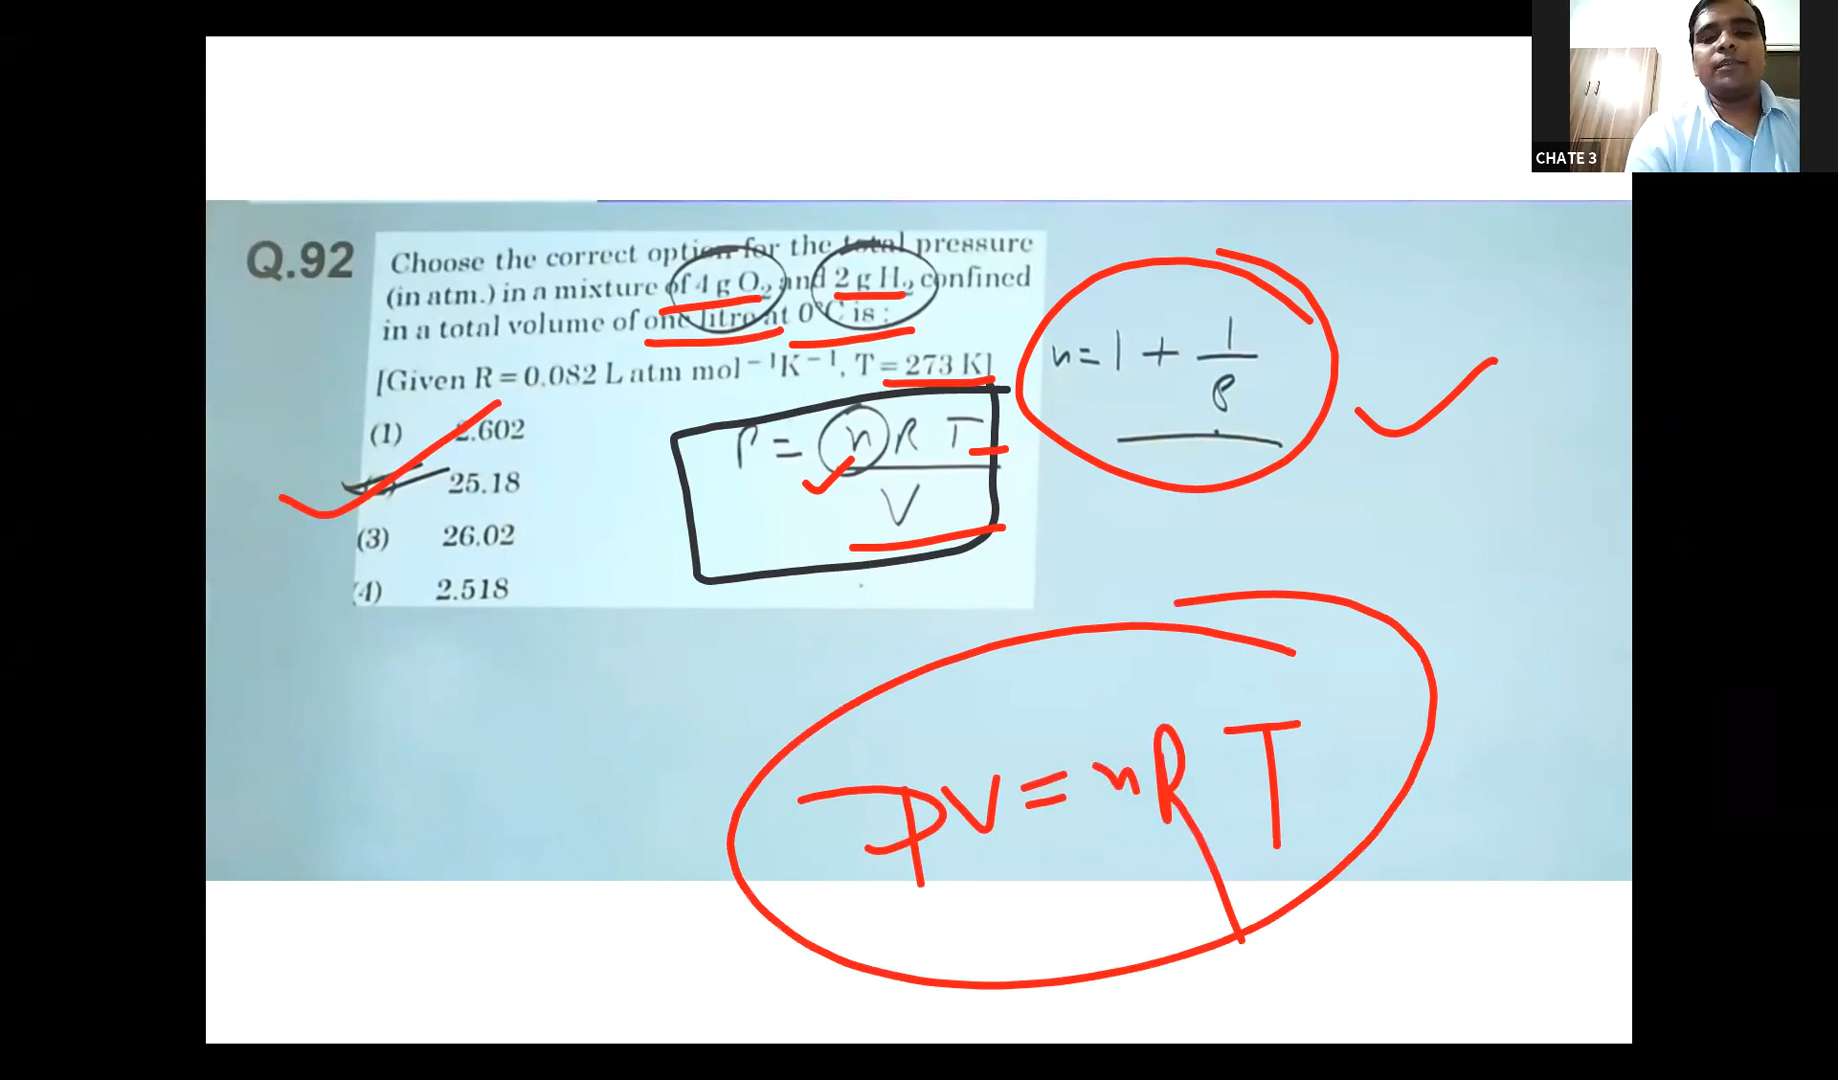 CHATE 3
Q.92
Choose the correct option for the total pressure
(in atm.) in a mixture of 4 g O₂ and 2 g H₂ confined
in a total volume of one litre at 0°C is :
[Given R = 0.082 L atm mol⁻¹K⁻¹, T = 273 K]
(1) 2.602
25.18
(3) 26.02
(4) 2.518
P = nRT
V
n = 1 + 1/8
PV = nRT